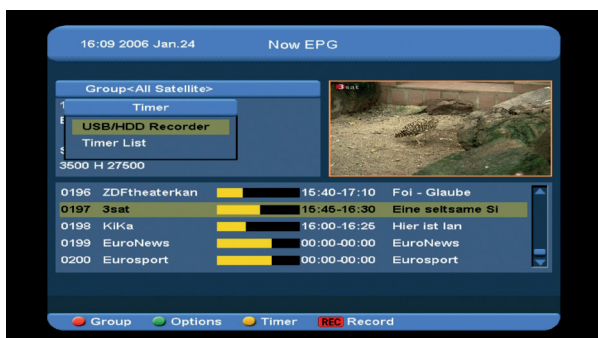 16:09 2006 Jan.24 Now EPG
Group<All Satellite>
3sat
Timer
USB/HDD Recorder
Timer List
3500 H 27500
0196 ZDFtheaterkan 15:40-17:10 Foi - Glaube
0197 3sat 15:45-16:30 Eine seltsame Si
0198 KiKa 16:00-16:25 Hier ist Ian
0199 EuroNews 00:00-00:00 EuroNews
0200 Eurosport 00:00-00:00 Eurosport
Group Options Timer REC Record